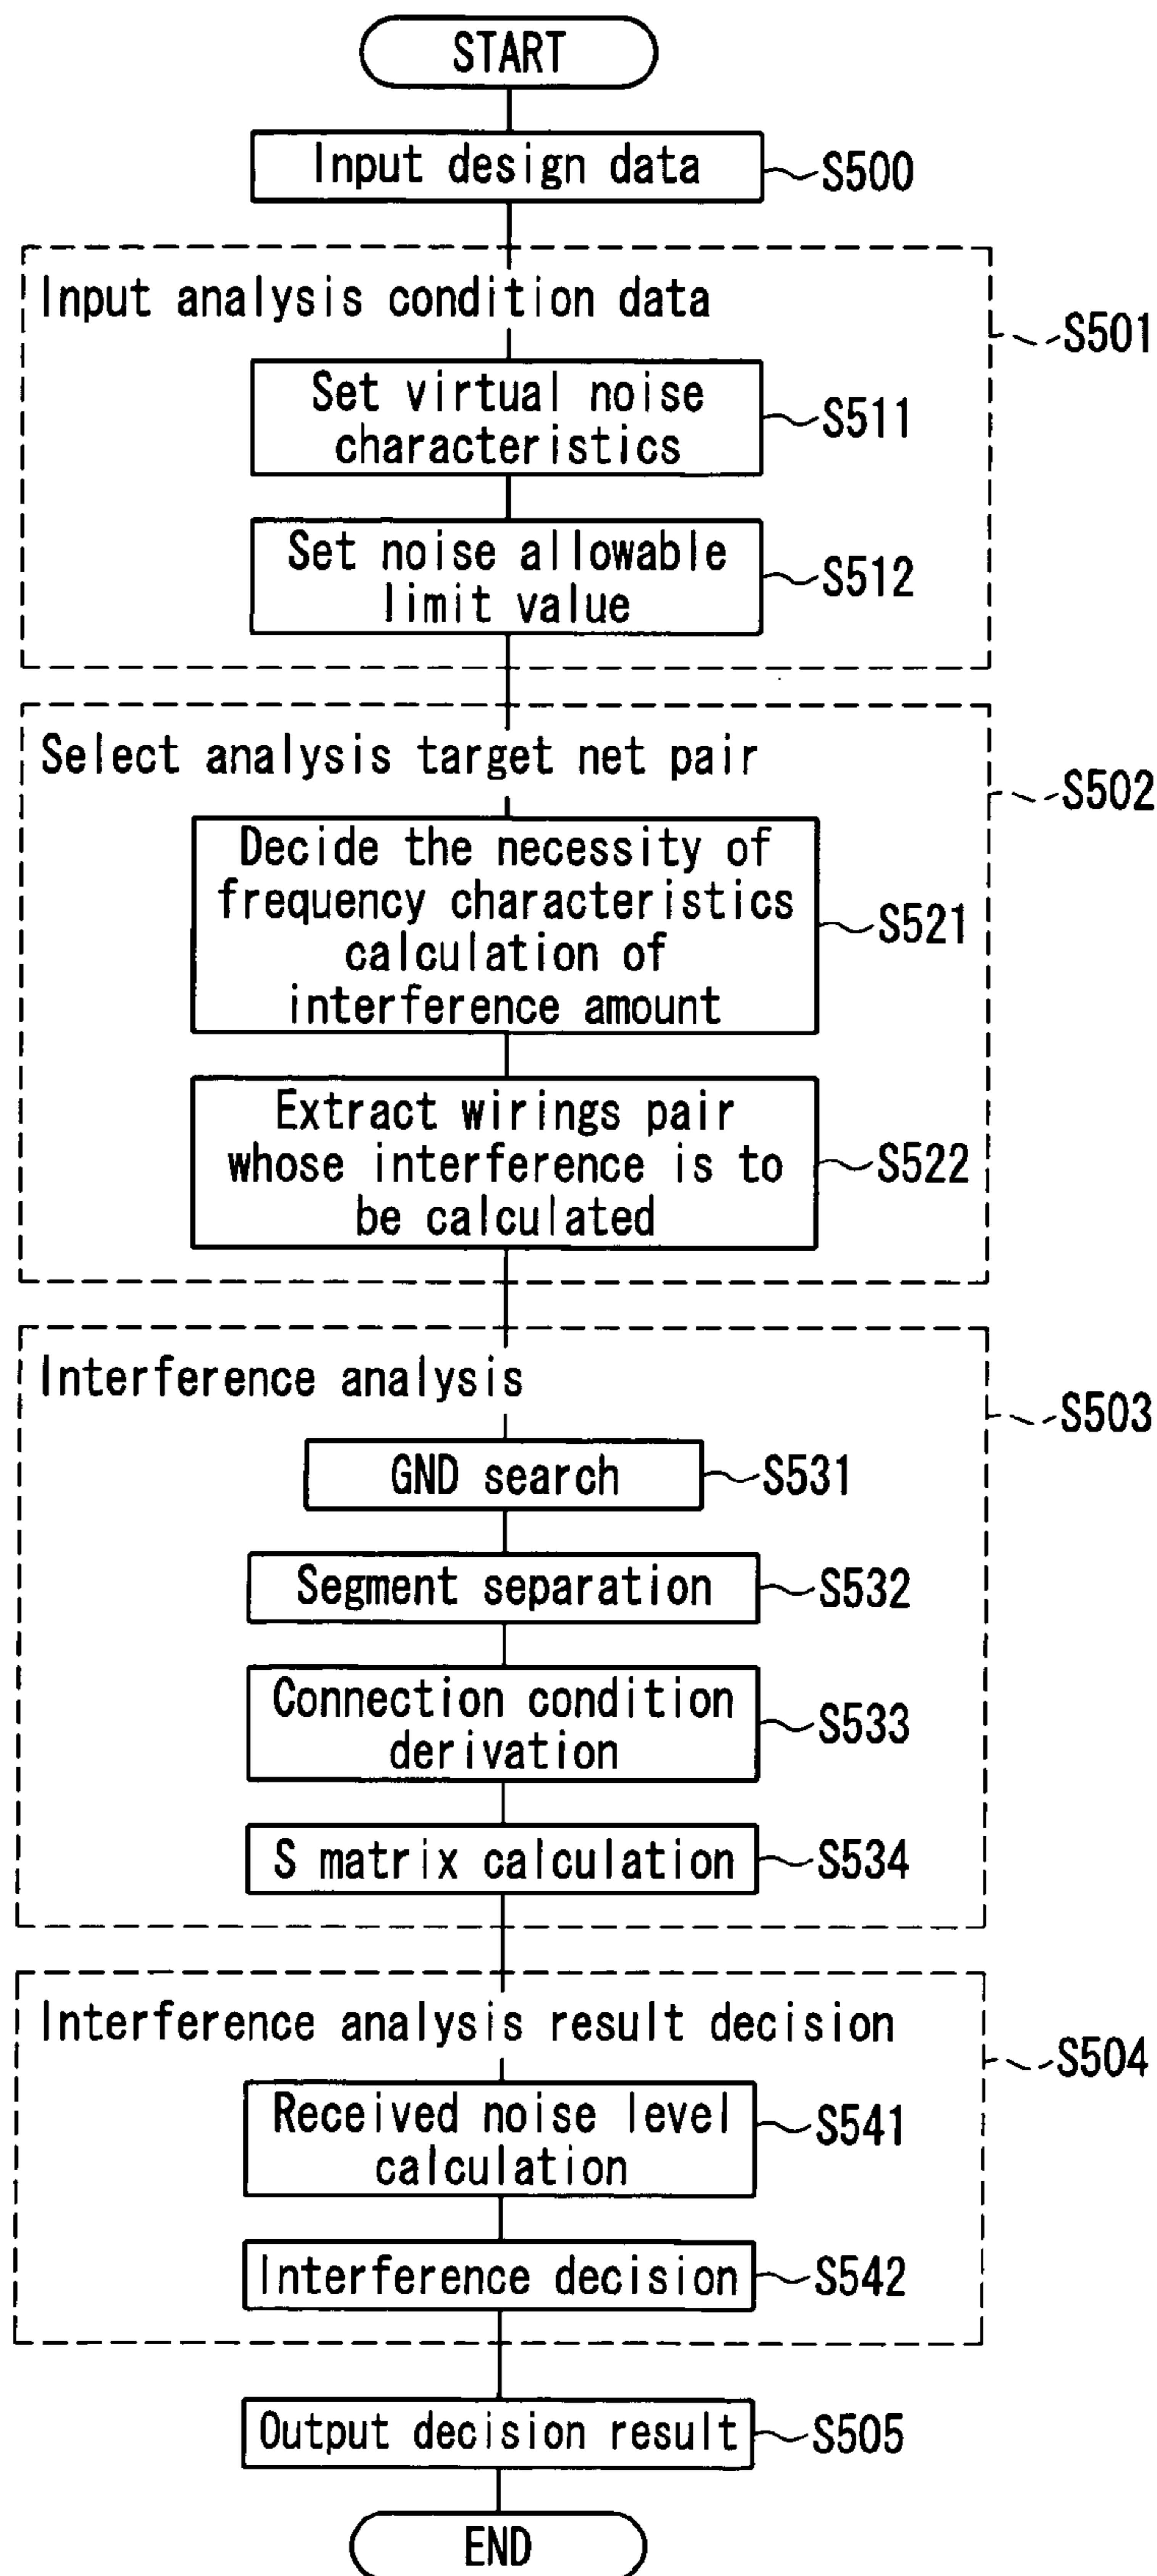 START
Input design data
S500
Input analysis condition data
S501
Set virtual noise
characteristics
S511
Set noise allowable
limit value
S512
Select analysis target net pair
S502
Decide the necessity of
frequency characteristics
calculation of
interference amount
S521
Extract wirings pair
whose interference is to
be calculated
S522
Interference analysis
S503
GND search
S531
Segment separation
S532
Connection condition
derivation
S533
S matrix calculation
S534
Interference analysis result decision
S504
Received noise level
calculation
S541
Interference decision
S542
Output decision result
S505
END